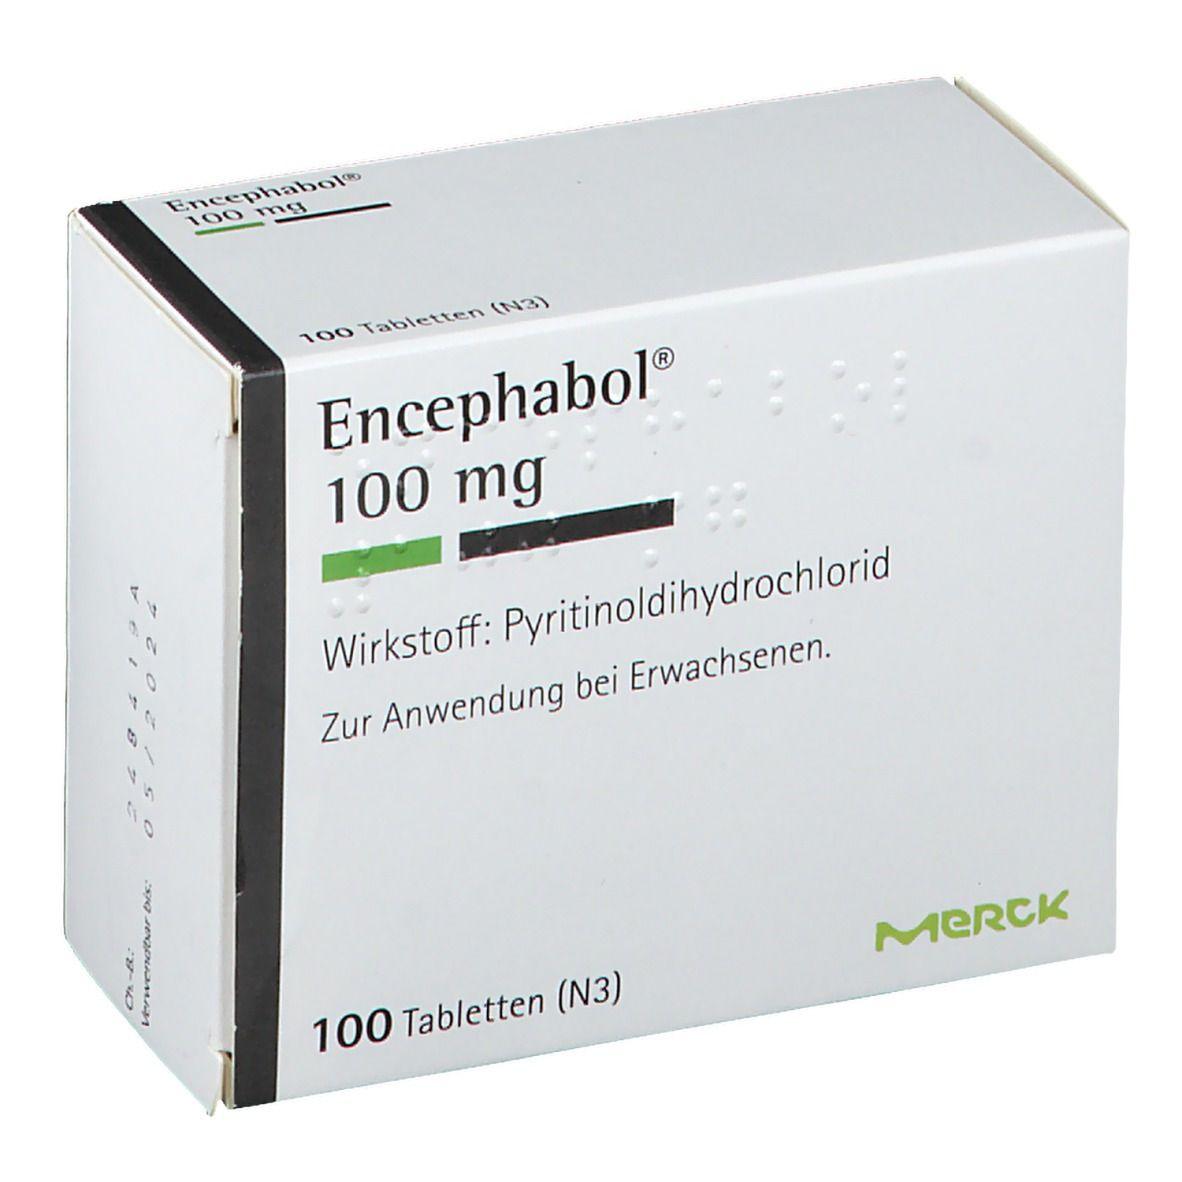 Encephabol®
100 mg
100 Tabletten (N3)
Encephabol®
100 mg
Wirkstoff: Pyritinoldihydrochlorid
Zur Anwendung bei Erwachsenen.
MERCK
100 Tabletten (N3)
Ch.-B.: 248419A
Verwendbar bis: 05/2024